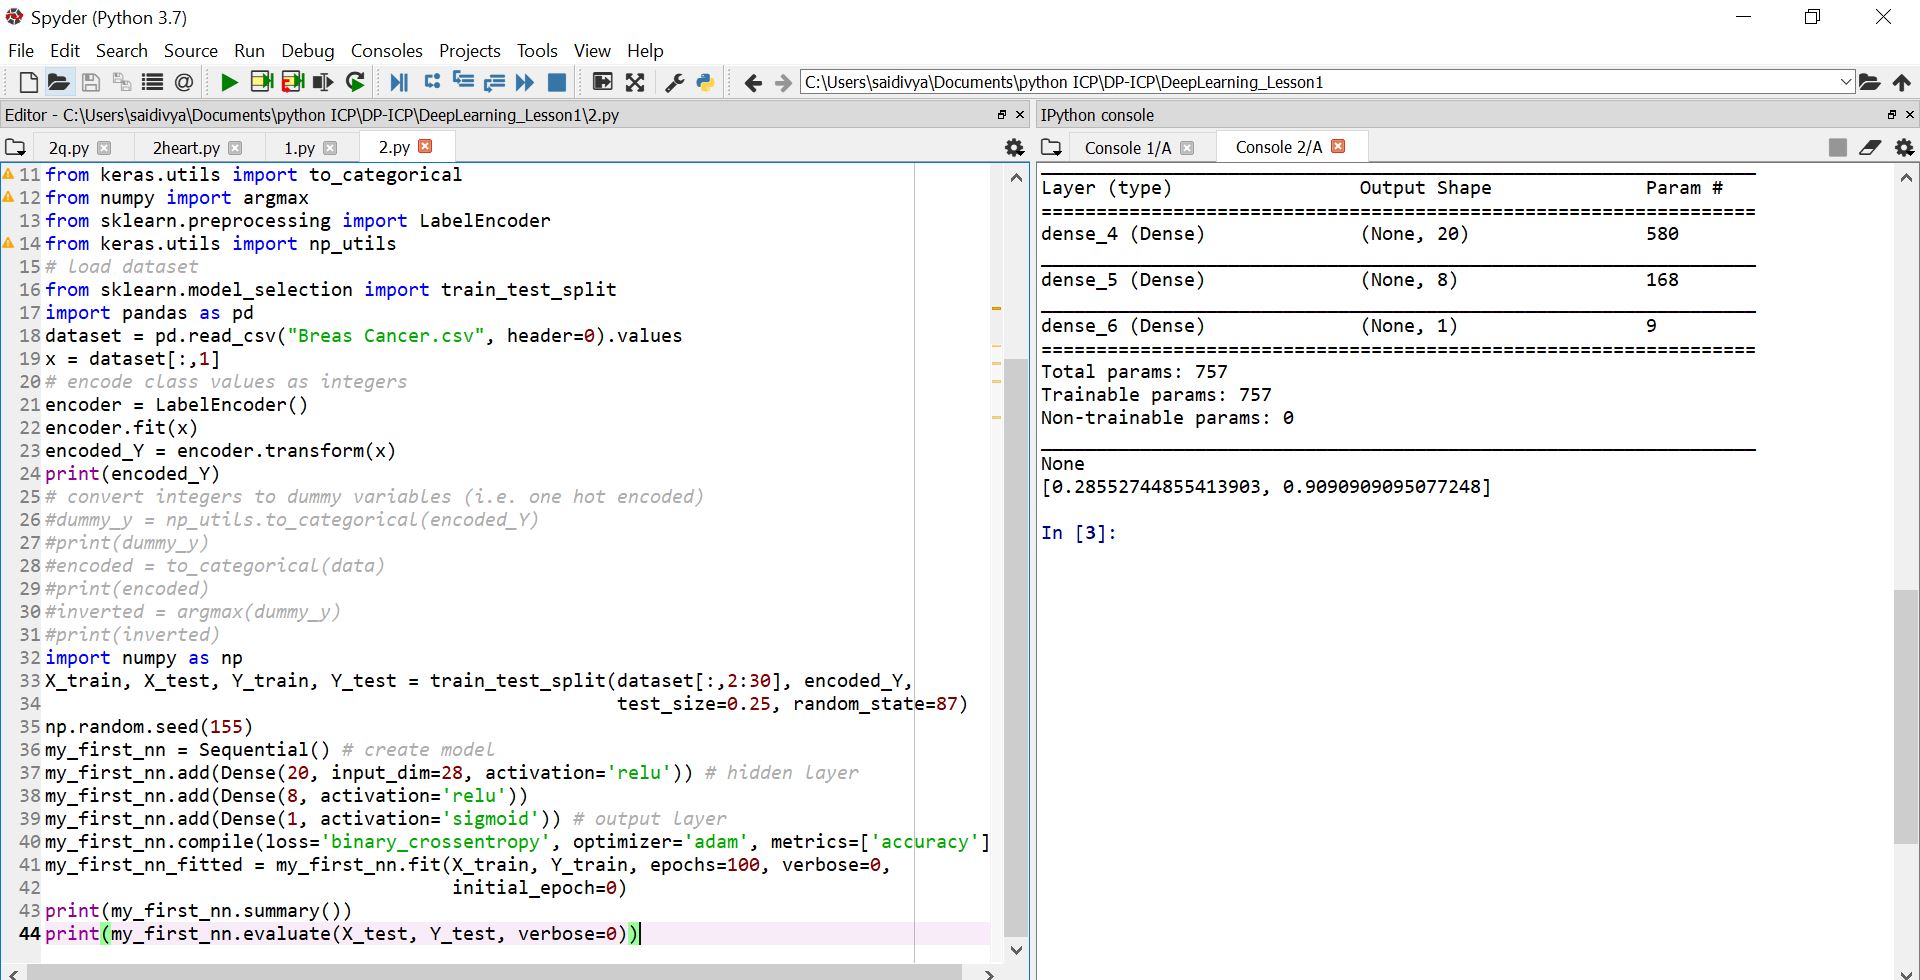 Spyder (Python 3.7)
File Edit Search Source Run Debug Consoles Projects Tools View Help
C:\Users\saidivya\Documents\python ICP\DP-ICP\DeepLearning_Lesson1
Editor - C:\Users\saidivya\Documents\python ICP\DP-ICP\DeepLearning_Lesson1\2.py
2q.py 2heart.py 1.py 2.py
11 from keras.utils import to_categorical
12 from numpy import argmax
13 from sklearn.preprocessing import LabelEncoder
14 from keras.utils import np_utils
15 # load dataset
16 from sklearn.model_selection import train_test_split
17 import pandas as pd
18 dataset = pd.read_csv("Breas Cancer.csv", header=0).values
19 x = dataset[:,1]
20 # encode class values as integers
21 encoder = LabelEncoder()
22 encoder.fit(x)
23 encoded_Y = encoder.transform(x)
24 print(encoded_Y)
25 # convert integers to dummy variables (i.e. one hot encoded)
26 #dummy_y = np_utils.to_categorical(encoded_Y)
27 #print(dummy_y)
28 #encoded = to_categorical(data)
29 #print(encoded)
30 #inverted = argmax(dummy_y)
31 #print(inverted)
32 import numpy as np
33 X_train, X_test, Y_train, Y_test = train_test_split(dataset[:,2:30], encoded_Y,
34 test_size=0.25, random_state=87)
35 np.random.seed(155)
36 my_first_nn = Sequential() # create model
37 my_first_nn.add(Dense(20, input_dim=28, activation='relu')) # hidden layer
38 my_first_nn.add(Dense(8, activation='relu'))
39 my_first_nn.add(Dense(1, activation='sigmoid')) # output layer
40 my_first_nn.compile(loss='binary_crossentropy', optimizer='adam', metrics=['accuracy']
41 my_first_nn_fitted = my_first_nn.fit(X_train, Y_train, epochs=100, verbose=0,
42 initial_epoch=0)
43 print(my_first_nn.summary())
44 print(my_first_nn.evaluate(X_test, Y_test, verbose=0))
IPython console
Console 1/A Console 2/A
Layer (type) Output Shape Param #
=================================================================
dense_4 (Dense) (None, 20) 580
dense_5 (Dense) (None, 8) 168
dense_6 (Dense) (None, 1) 9
=================================================================
Total params: 757
Trainable params: 757
Non-trainable params: 0
None
[0.28552744855413903, 0.9090909095077248]
In [3]: